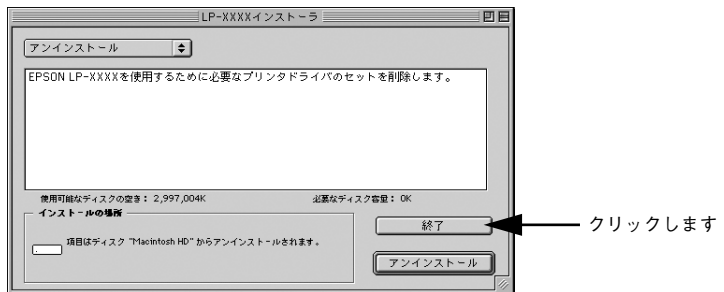 LP-XXXXインストーラ
アンインストール
EPSON LP-XXXXを使用するために必要なプリンタドライバのセットを削除します。
使用可能なディスクの空き： 2,997,004K 必要なディスク容量： 0K
インストールの場所
項目はディスク "Macintosh HD" からアンインストールされます。
終了
クリックします
アンインストール